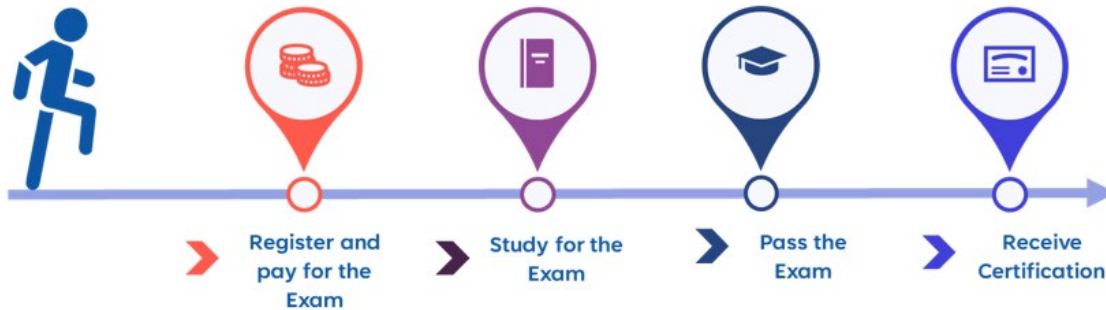 Register and
pay for the
Exam
Study for the
Exam
Pass the
Exam
Receive
Certification